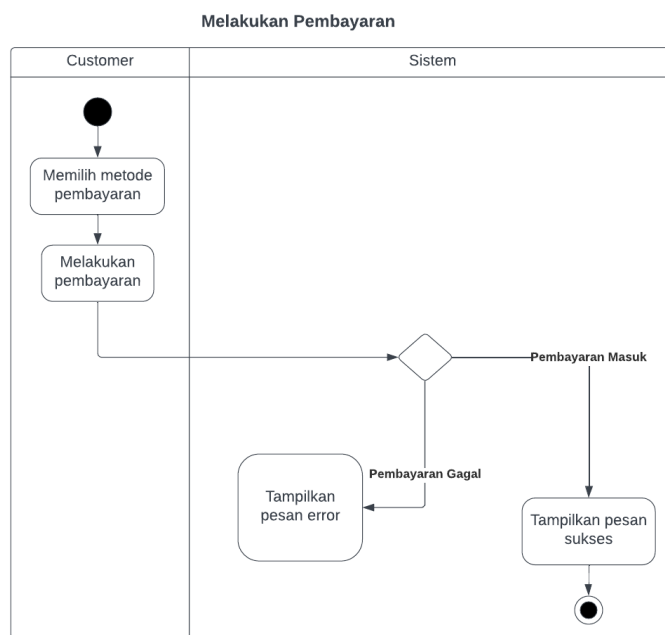 Melakukan Pembayaran
Customer
Sistem
Memilih metode
pembayaran
Melakukan
pembayaran
Pembayaran Masuk
Pembayaran Gagal
Tampilkan
pesan error
Tampilkan pesan
sukses